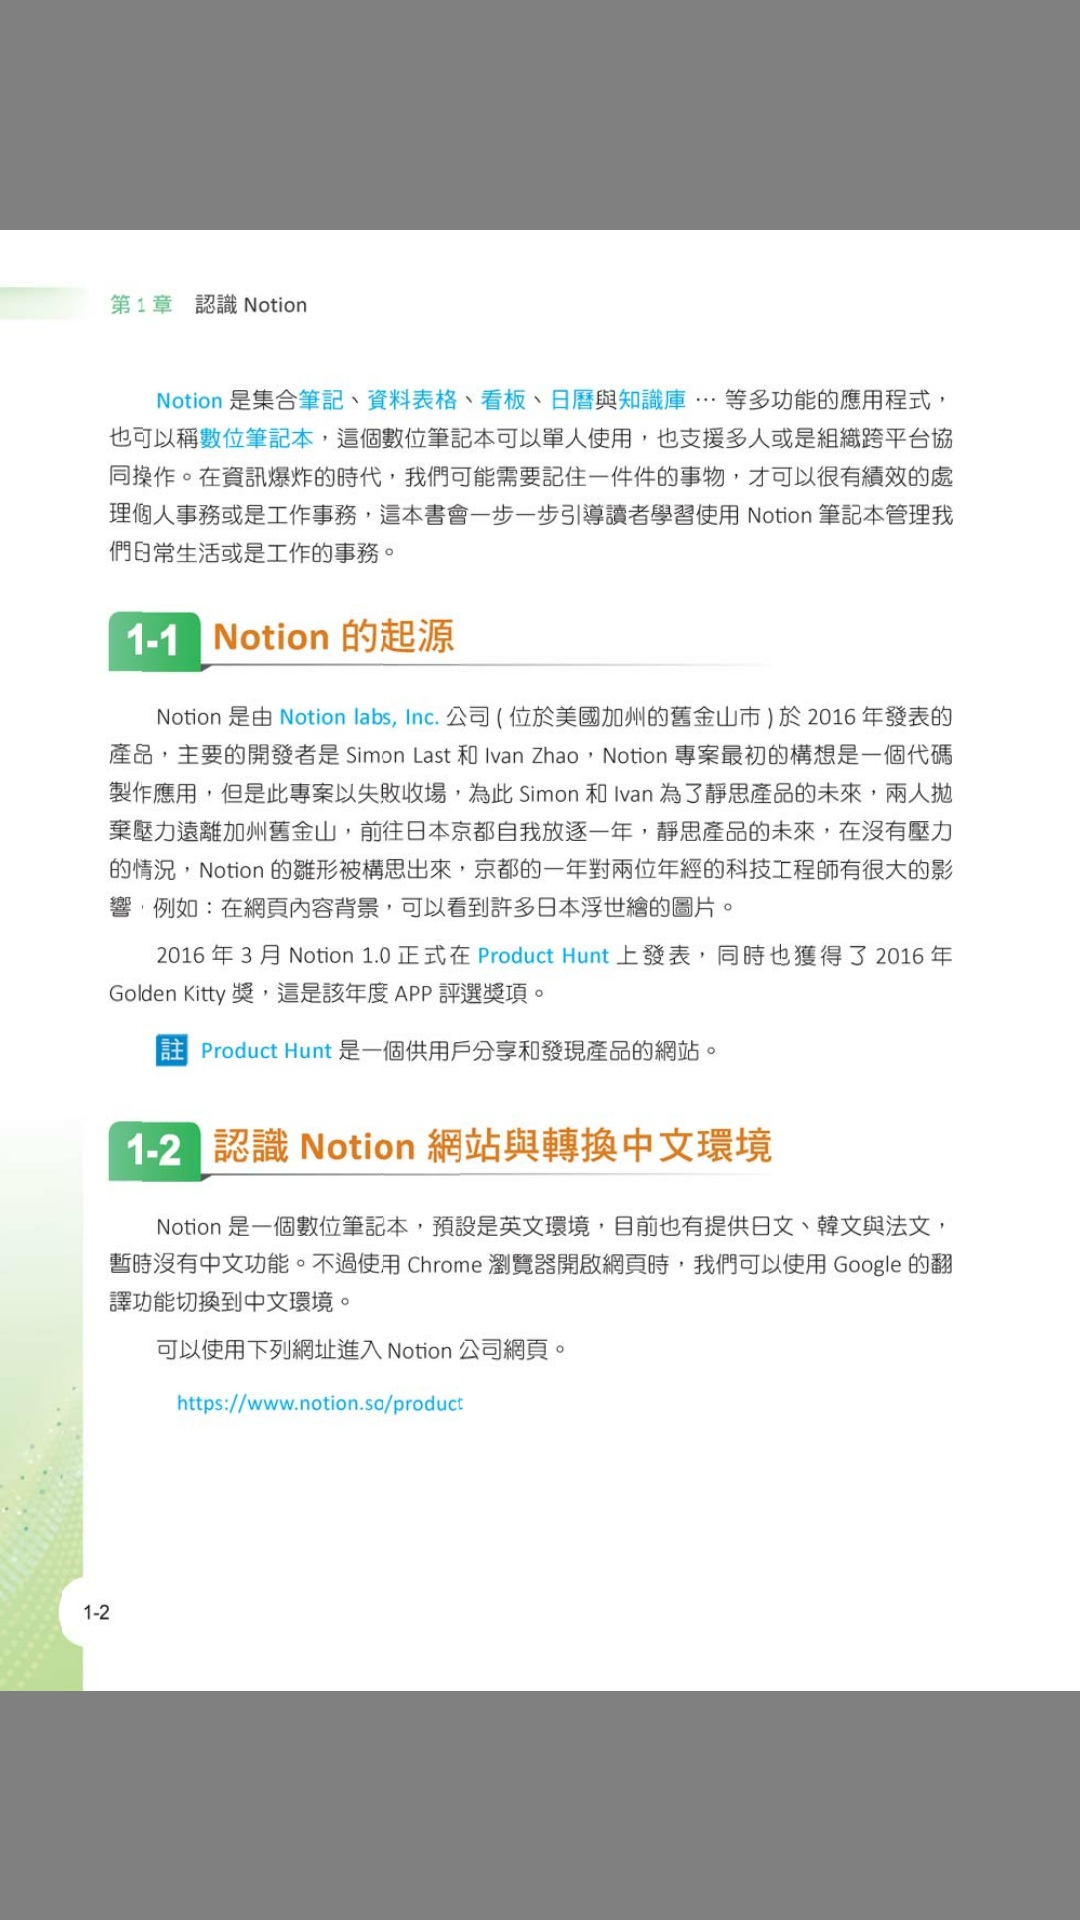 第 1 章 認識 Notion
Notion 是集合筆記、資料表格、看板、日曆與知識庫 … 等多功能的應用程式，
也可以稱數位筆記本，這個數位筆記本可以單人使用，也支援多人或是組織跨平台協
同操作。在資訊爆炸的時代，我們可能需要記住一件件的事物，才可以很有績效的處
理個人事務或是工作事務，這本書會一步一步引導讀者學習使用 Notion 筆記本管理我
們日常生活或是工作的事務。
1-1 Notion 的起源
Notion 是由 Notion labs, Inc. 公司 ( 位於美國加州的舊金山市 ) 於 2016 年發表的
產品，主要的開發者是 Simon Last 和 Ivan Zhao，Notion 專案最初的構想是一個代碼
製作應用，但是此專案以失敗收場，為此 Simon 和 Ivan 為了靜思產品的未來，兩人拋
棄壓力遠離加州舊金山，前往日本京都自我放逐一年，靜思產品的未來，在沒有壓力
的情況，Notion 的雛形被構思出來，京都的一年對兩位年經的科技工程師有很大的影
響，例如：在網頁內容背景，可以看到許多日本浮世繪的圖片。
2016 年 3 月 Notion 1.0 正式在 Product Hunt 上發表，同時也獲得了 2016 年
Golden Kitty 獎，這是該年度 APP 評選獎項。
註 Product Hunt 是一個供用戶分享和發現產品的網站。
1-2 認識 Notion 網站與轉換中文環境
Notion 是一個數位筆記本，預設是英文環境，目前也有提供日文、韓文與法文，
暫時沒有中文功能。不過使用 Chrome 瀏覽器開啟網頁時，我們可以使用 Google 的翻
譯功能切換到中文環境。
可以使用下列網址進入 Notion 公司網頁。
https://www.notion.so/product
1-2